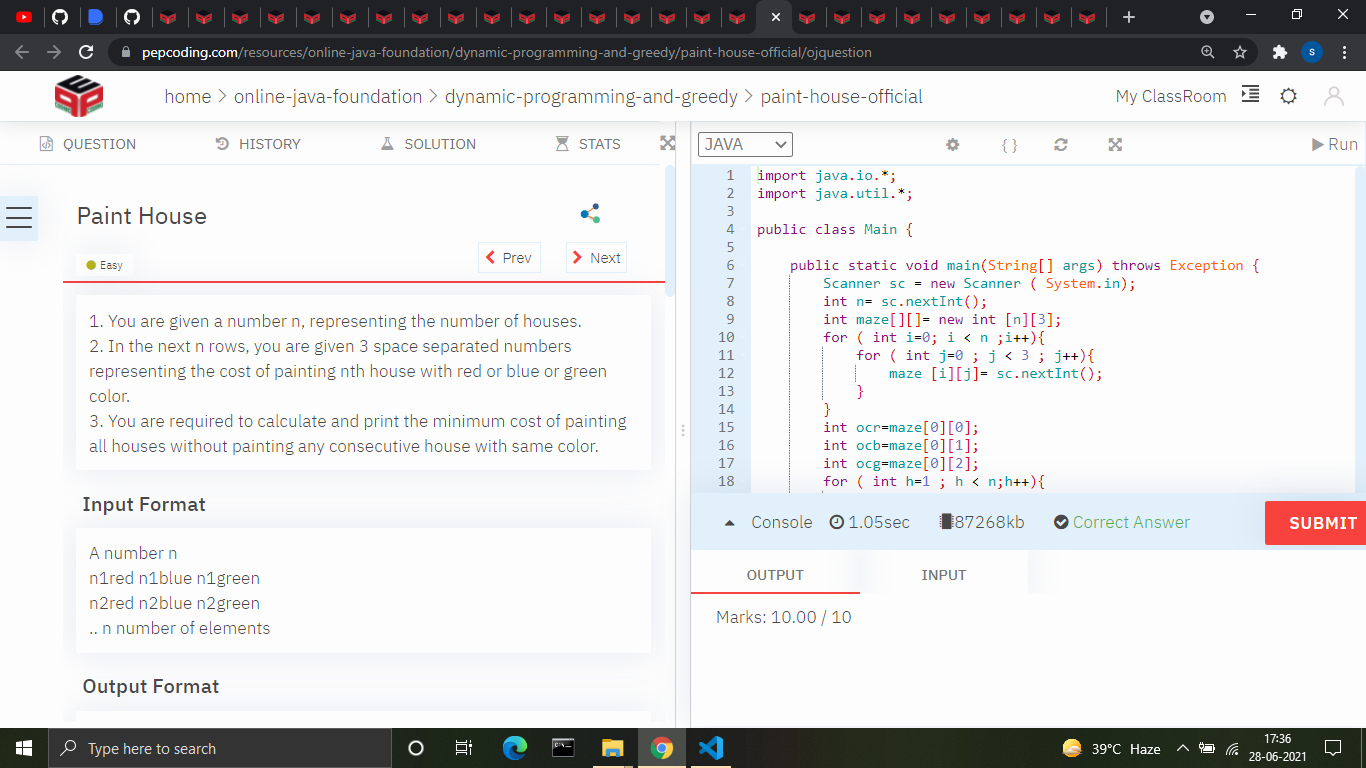 pepcoding.com/resources/online-java-foundation/dynamic-programming-and-greedy/paint-house-official/ojquestion
S
home > online-java-foundation > dynamic-programming-and-greedy > paint-house-official
My ClassRoom
QUESTION
HISTORY
SOLUTION
STATS
Paint House
Easy
Prev
Next
1. You are given a number n, representing the number of houses.
2. In the next n rows, you are given 3 space separated numbers
representing the cost of painting nth house with red or blue or green
color.
3. You are required to calculate and print the minimum cost of painting
all houses without painting any consecutive house with same color.
Input Format
A number n
n1red n1blue n1green
n2red n2blue n2green
.. n number of elements
Output Format
JAVA
{ }
Run
1 import java.io.*;
2 import java.util.*;
3
4 public class Main {
5
6 public static void main(String[] args) throws Exception {
7 Scanner sc = new Scanner ( System.in);
8 int n= sc.nextInt();
9 int maze[][]= new int [n][3];
10 for ( int i=0; i < n ;i++){
11 for ( int j=0 ; j < 3 ; j++){
12 maze [i][j]= sc.nextInt();
13 }
14 }
15 int ocr=maze[0][0];
16 int ocb=maze[0][1];
17 int ocg=maze[0][2];
18 for ( int h=1 ; h < n;h++){
Console
1.05sec
87268kb
Correct Answer
SUBMIT
OUTPUT
INPUT
Marks: 10.00 / 10
Type here to search
39°C Haze
17:36
28-06-2021